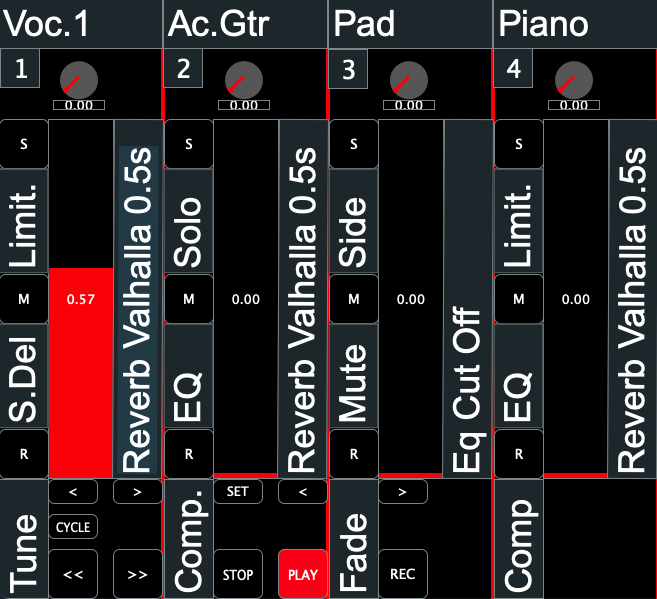 Voc.1
Ac.Gtr
Pad
Piano
1
2
3
4
0.00
0.00
0.00
0.00
S
S
S
S
Limit.
Solo
Side
Limit.
Reverb Valhalla 0.5s
Reverb Valhalla 0.5s
Eq Cut Off
Reverb Valhalla 0.5s
M
0.57
M
0.00
M
0.00
M
0.00
S.Del
EQ
Mute
EQ
R
R
R
R
Tune
<
>
Comp.
SET
<
Fade
>
Comp
CYCLE
<<
>>
STOP
PLAY
REC